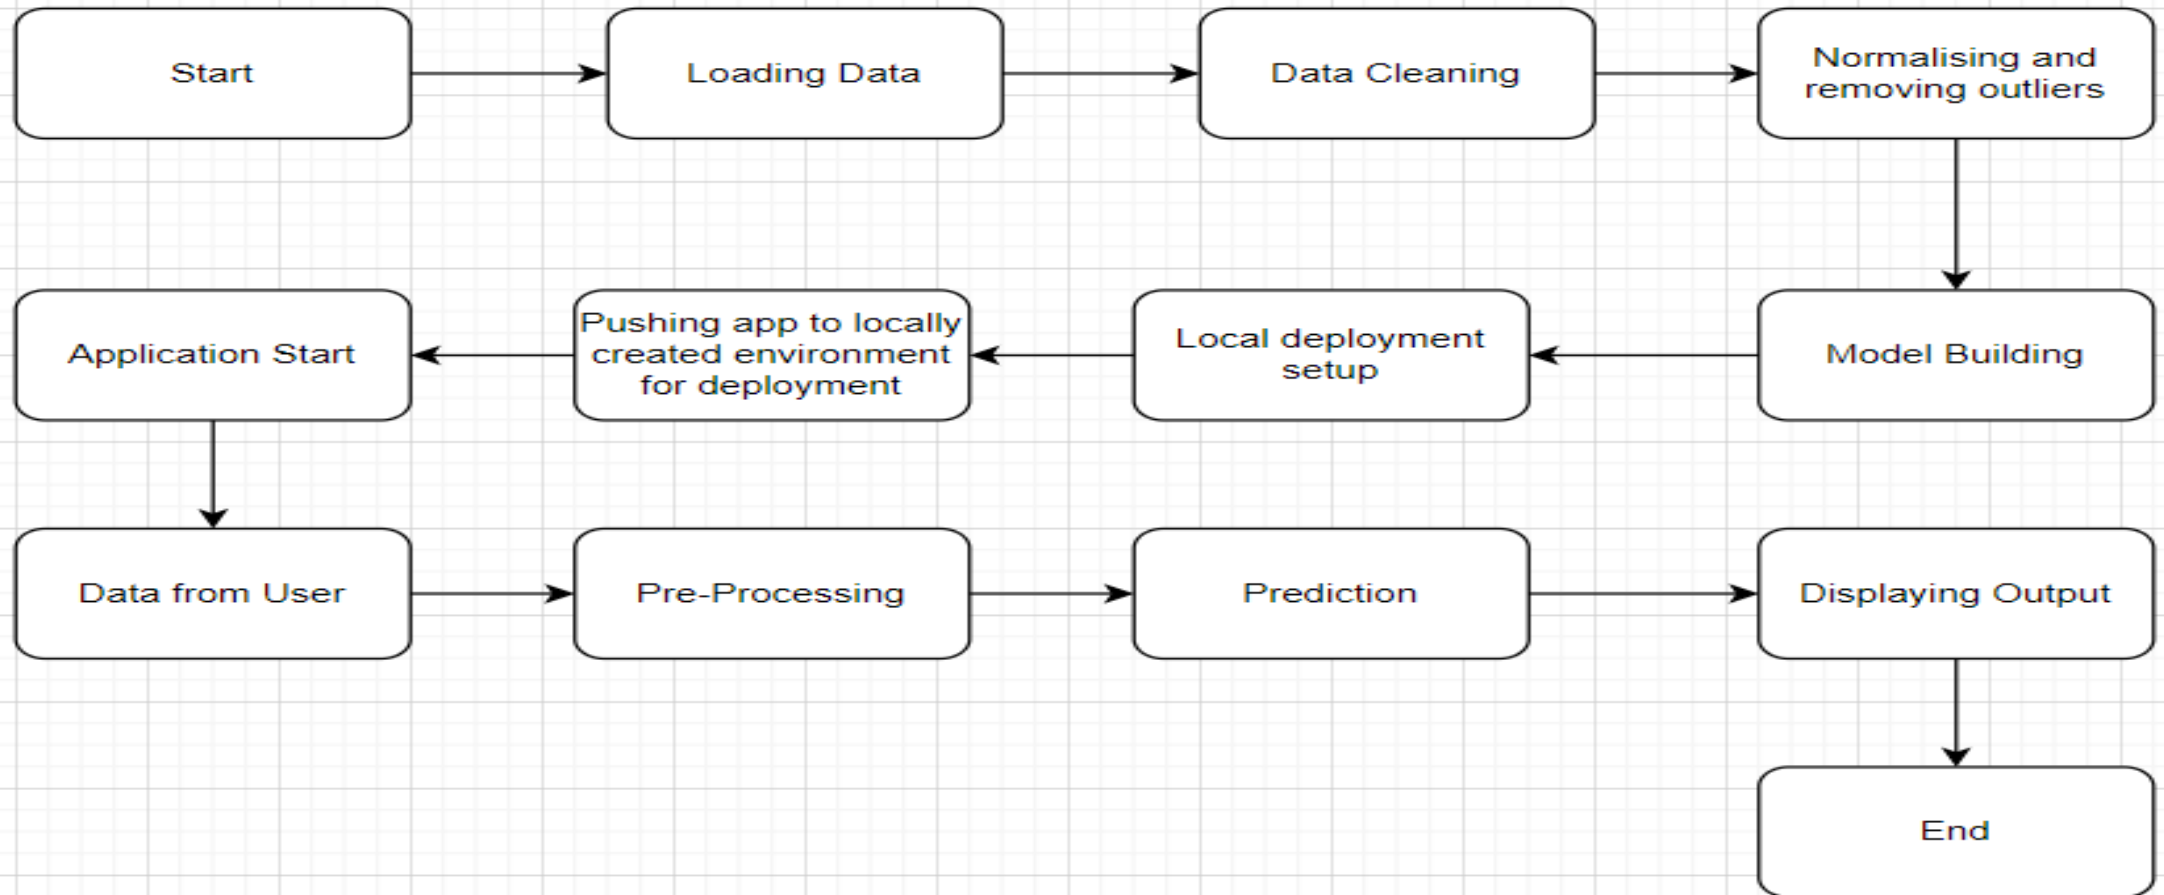 Start
Loading Data
Data Cleaning
Normalising and
removing outliers
Model Building
Local deployment
setup
Pushing app to locally
created environment
for deployment
Application Start
Data from User
Pre-Processing
Prediction
Displaying Output
End